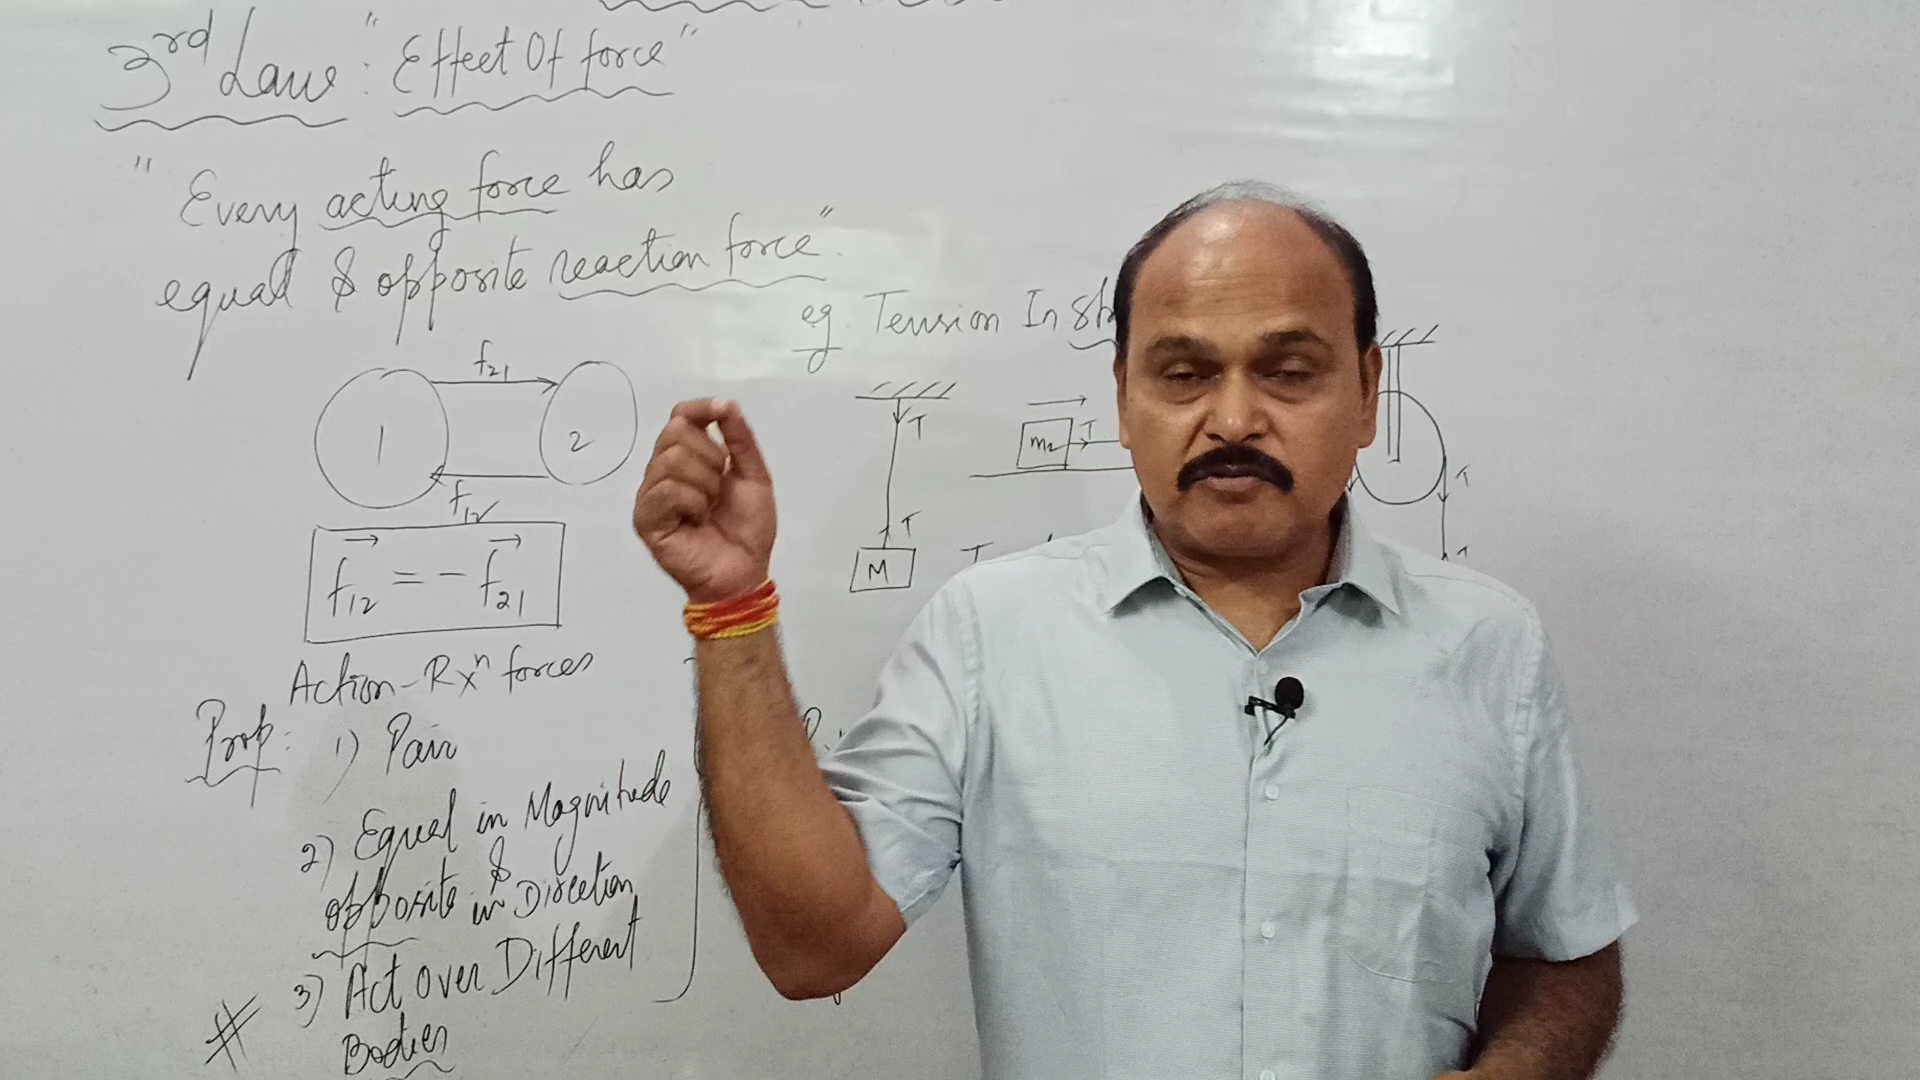 3rd Law: "Effect Of force"
"Every acting force has
equal & opposite reaction force".
eg. Tension In
f21
1
2
f12
f12 = - f21
Action-Rxn forces
Prop: 1) Pair
2) Equal in Magnitude
&
opposite in Direction
3) Act over Different
Bodies
T
T
M
m2
T
T